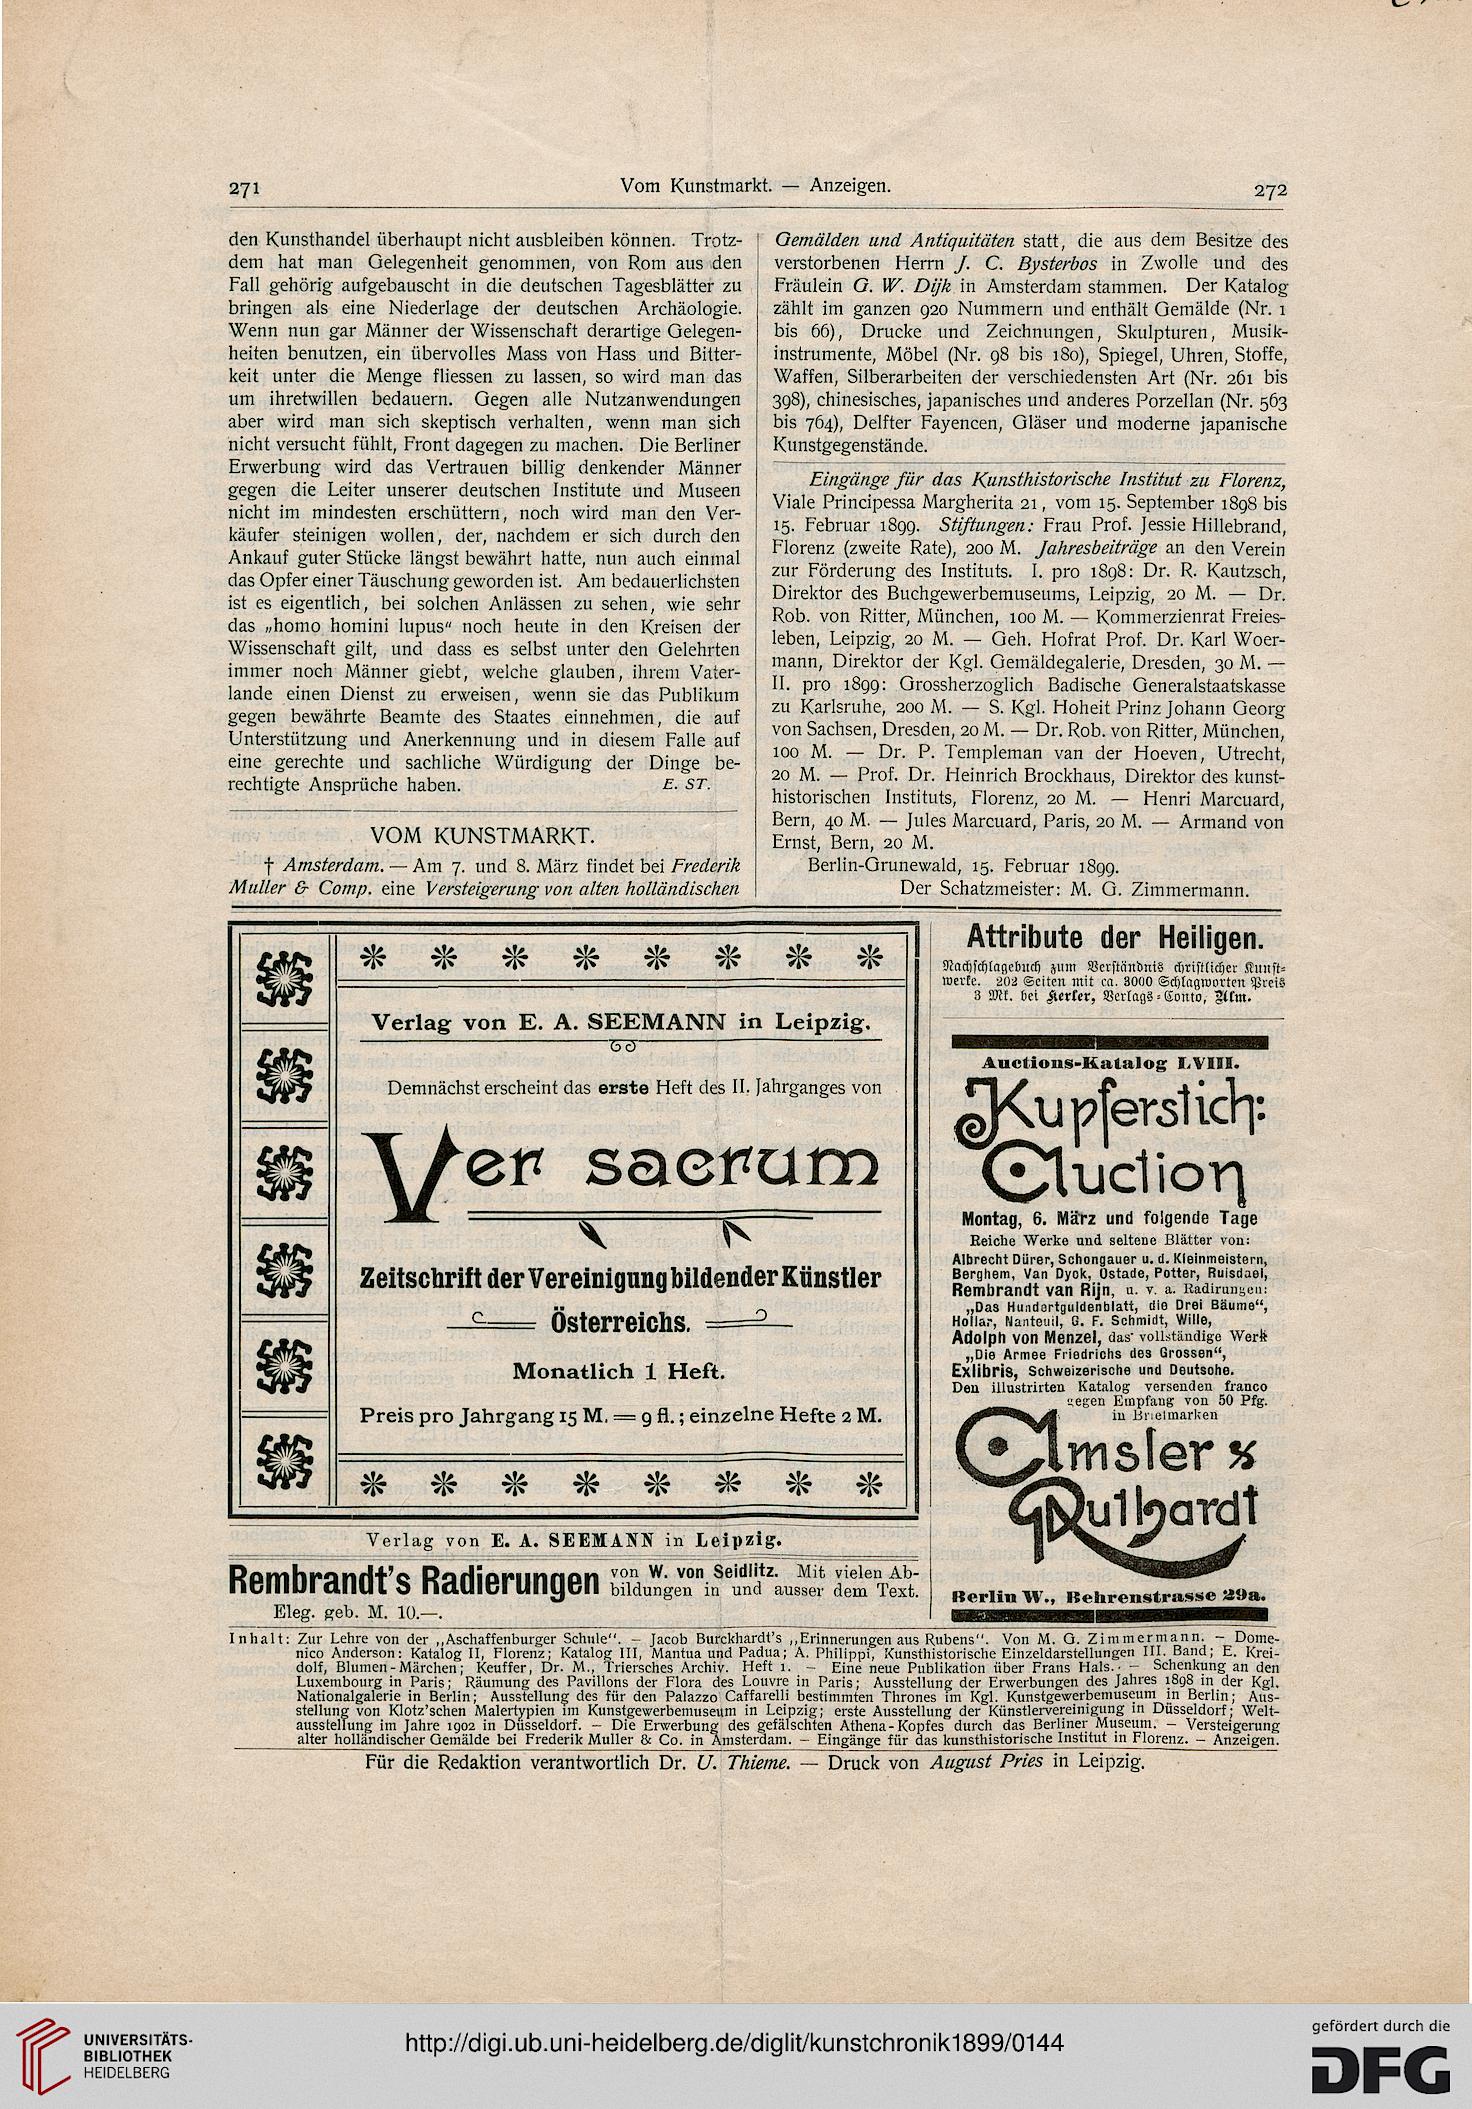 271
Vom Kunstmarkt. — Anzeigen.
272
den Kunsthandel überhaupt nicht ausbleiben können. Trotz-
dem hat man Gelegenheit genommen, von Rom aus den
Fall gehörig aufgebauscht in die deutschen Tagesblätter zu
bringen als eine Niederlage der deutschen Archäologie.
Wenn nun gar Männer der Wissenschaft derartige Gelegen-
heiten benutzen, ein übervolles Mass von Hass und Bitter-
keit unter die Menge fliessen zu lassen, so wird man das
um ihretwillen bedauern. Gegen alle Nutzanwendungen
aber wird man sich skeptisch verhalten, wenn man sich
nicht versucht fühlt, Front dagegen zu machen. Die Berliner
Erwerbung wird das Vertrauen billig denkender Männer
gegen die Leiter unserer deutschen Institute und Museen
nicht im mindesten erschüttern, noch wird man den Ver-
käufer steinigen wollen, der, nachdem er sich durch den
Ankauf guter Stücke längst bewährt hatte, nun auch einmal
das Opfer einer Täuschung geworden ist. Am bedauerlichsten
ist es eigentlich, bei solchen Anlässen zu sehen, wie sehr
das „homo homini lupus“ noch heute in den Kreisen der
Wissenschaft gilt, und dass es selbst unter den Gelehrten
immer noch Männer giebt, welche glauben, ihrem Vater-
lande einen Dienst zu erweisen, wenn sie das Publikum
gegen bewährte Beamte des Staates einnehmen, die auf
Unterstützung und Anerkennung und in diesem Falle auf
eine gerechte und sachliche Würdigung der Dinge be-
rechtigte Ansprüche haben. E. ST.
VOM KUNSTMARKT.
† Amsterdam. — Am 7. und 8. März findet bei Frederik
Muller & Comp. eine Versteigerung von alten holländischen
Gemälden und Antiquitäten statt, die aus dem Besitze des
verstorbenen Herrn J. C. Bysterbos in Zwolle und des
Fräulein G. W. Dijk in Amsterdam stammen. Der Katalog
zählt im ganzen 920 Nummern und enthält Gemälde (Nr. 1
bis 66), Drucke und Zeichnungen, Skulpturen, Musik-
instrumente, Möbel (Nr. 98 bis 180), Spiegel, Uhren, Stoffe,
Waffen, Silberarbeiten der verschiedensten Art (Nr. 261 bis
398), chinesisches, japanisches und anderes Porzellan (Nr. 563
bis 764), Delfter Fayencen, Gläser und moderne japanische
Kunstgegenstände.
Eingänge für das Kunsthistorische Institut zu Florenz,
Viale Principessa Margherita 21, vom 15. September 1898 bis
15. Februar 1899. Stiftungen: Frau Prof. Jessie Hillebrand,
Florenz (zweite Rate), 200 M. Jahresbeiträge an den Verein
zur Förderung des Instituts. I. pro 1898: Dr. R. Kautzsch,
Direktor des Buchgewerbemuseums, Leipzig, 20 M. — Dr.
Rob. von Ritter, München, 100 M. — Kommerzienrat Freies-
leben, Leipzig, 20 M. — Geh. Hofrat Prof. Dr. Karl Woer-
mann, Direktor der Kgl. Gemäldegalerie, Dresden, 30 M. —
II. pro 1899: Grossherzoglich Badische Generalstaatskasse
zu Karlsruhe, 200 M. — S. Kgl. Hoheit Prinz Johann Georg
von Sachsen, Dresden, 20 M. — Dr. Rob. von Ritter, München,
100 M. — Dr. P. Templeman van der Hoeven, Utrecht,
20 M. — Prof. Dr. Heinrich Brockhaus, Direktor des kunst-
historischen Instituts, Florenz, 20 M. — Henri Marcuard,
Bern, 40 M. — Jules Marcuard, Paris, 20 M. — Armand von
Ernst, Bern, 20 M.
Berlin-Grunewald, 15. Februar 1899.
Der Schatzmeister: M. G. Zimmermann.
Verlag von E. A. SEEMANN in Leipzig.
Demnächst erscheint das erste Heft des II. Jahrganges von
Ver sacrum
Zeitschrift der Vereinigung bildender Künstler
Österreichs.
Monatlich 1 Heft.
Preis pro Jahrgang 15 M. = 9 fl.; einzelne Hefte 2 M.
Verlag von E. A. SEEMANN in Leipzig.
Rembrandt's Radierungen von W. von Seidlitz. Mit vielen Ab-
bildungen in und ausser dem Text.
Eleg. geb. M. 10.—.
Attribute der Heiligen.
Nachschlagebuch zum Verständnis christlicher Kunst-
werke. 202 Seiten mit ca. 3000 Schlagworten Preis
3 Mk. bei Kerler, Verlags-Conto, Ulm.
Auctions-Katalog LVIII.
Kupferstich:
Auction
Montag, 6. März und folgende Tage
Reiche Werke und seltene Blätter von:
Albrecht Dürer, Schongauer u. d. Kleinmeistern,
Berghem, Van Dyck, Ostade, Potter, Ruisdael,
Rembrandt van Rijn, u. v. a. Radirungen:
„Das Hundertguldenblatt, die Drei Bäume“,
Hollar, Nanteuil, G. F. Schmidt, Wille,
Adolph von Menzel, das vollständige Werk
„Die Armee Friedrichs des Grossen“,
Exlibris, Schweizerische und Deutsche.
Den illustrirten Katalog versenden franco
gegen Empfang von 50 Pfg.
in Briefmarken
Amsler &
Ruthardt
Berlin W., Behrenstrasse 29a.
Inhalt: Zur Lehre von der „Aschaffenburger Schule“. — Jacob Burckhardt's „Erinnerungen aus Rubens“. Von M. G. Zimmermann. — Dome-
nico Anderson: Katalog II, Florenz; Katalog III, Mantua und Padua; A. Philippi, Kunsthistorische Einzeldarstellungen III. Band; E. Krei-
dolf, Blumen-Märchen; Keuffer, Dr. M., Triersches Archiv. Heft 1. — Eine neue Publikation über Frans Hals. — Schenkung an den
Luxembourg in Paris; Räumung des Pavillons der Flora des Louvre in Paris; Ausstellung der Erwerbungen des Jahres 1898 in der Kgl.
Nationalgalerie in Berlin; Ausstellung des für den Palazzo Caffarelli bestimmten Thrones im Kgl. Kunstgewerbemuseum in Berlin; Aus-
stellung von Klotz'schen Malertypien im Kunstgewerbemuseum in Leipzig; erste Ausstellung der Künstlervereinigung in Düsseldorf; Welt-
ausstellung im Jahre 1902 in Düsseldorf. — Die Erwerbung des gefälschten Athena-Kopfes durch das Berliner Museum. — Versteigerung
alter holländischer Gemälde bei Frederik Muller & Co. in Amsterdam. — Eingänge für das kunsthistorische Institut in Florenz. — Anzeigen.
Für die Redaktion verantwortlich Dr. U. Thieme. — Druck von August Pries in Leipzig.
UNIVERSITÄTS-
BIBLIOTHEK
HEIDELBERG
http://digi.ub.uni-heidelberg.de/diglit/kunstchronik1899/0144
gefördert durch die
DFG